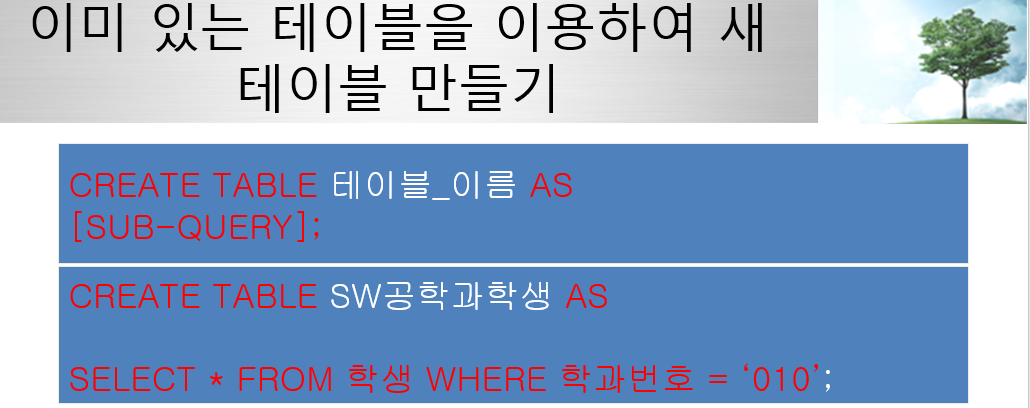 이미 있는 테이블을 이용하여 새
테이블 만들기
CREATE TABLE 테이블_이름 AS
[SUB-QUERY];
CREATE TABLE SW공학과학생 AS
SELECT * FROM 학생 WHERE 학과번호 = ‘010’;